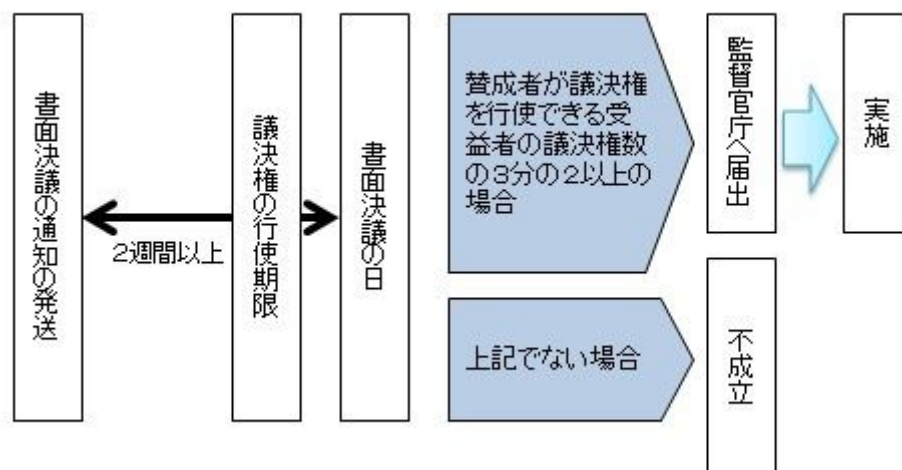 書面決議の通知の発送
2週間以上
議決権の行使期限
書面決議の日
賛成者が議決権
を行使できる受
益者の議決権数
の3分の2以上の
場合
監督官庁へ届出
実施
上記でない場合
不成立